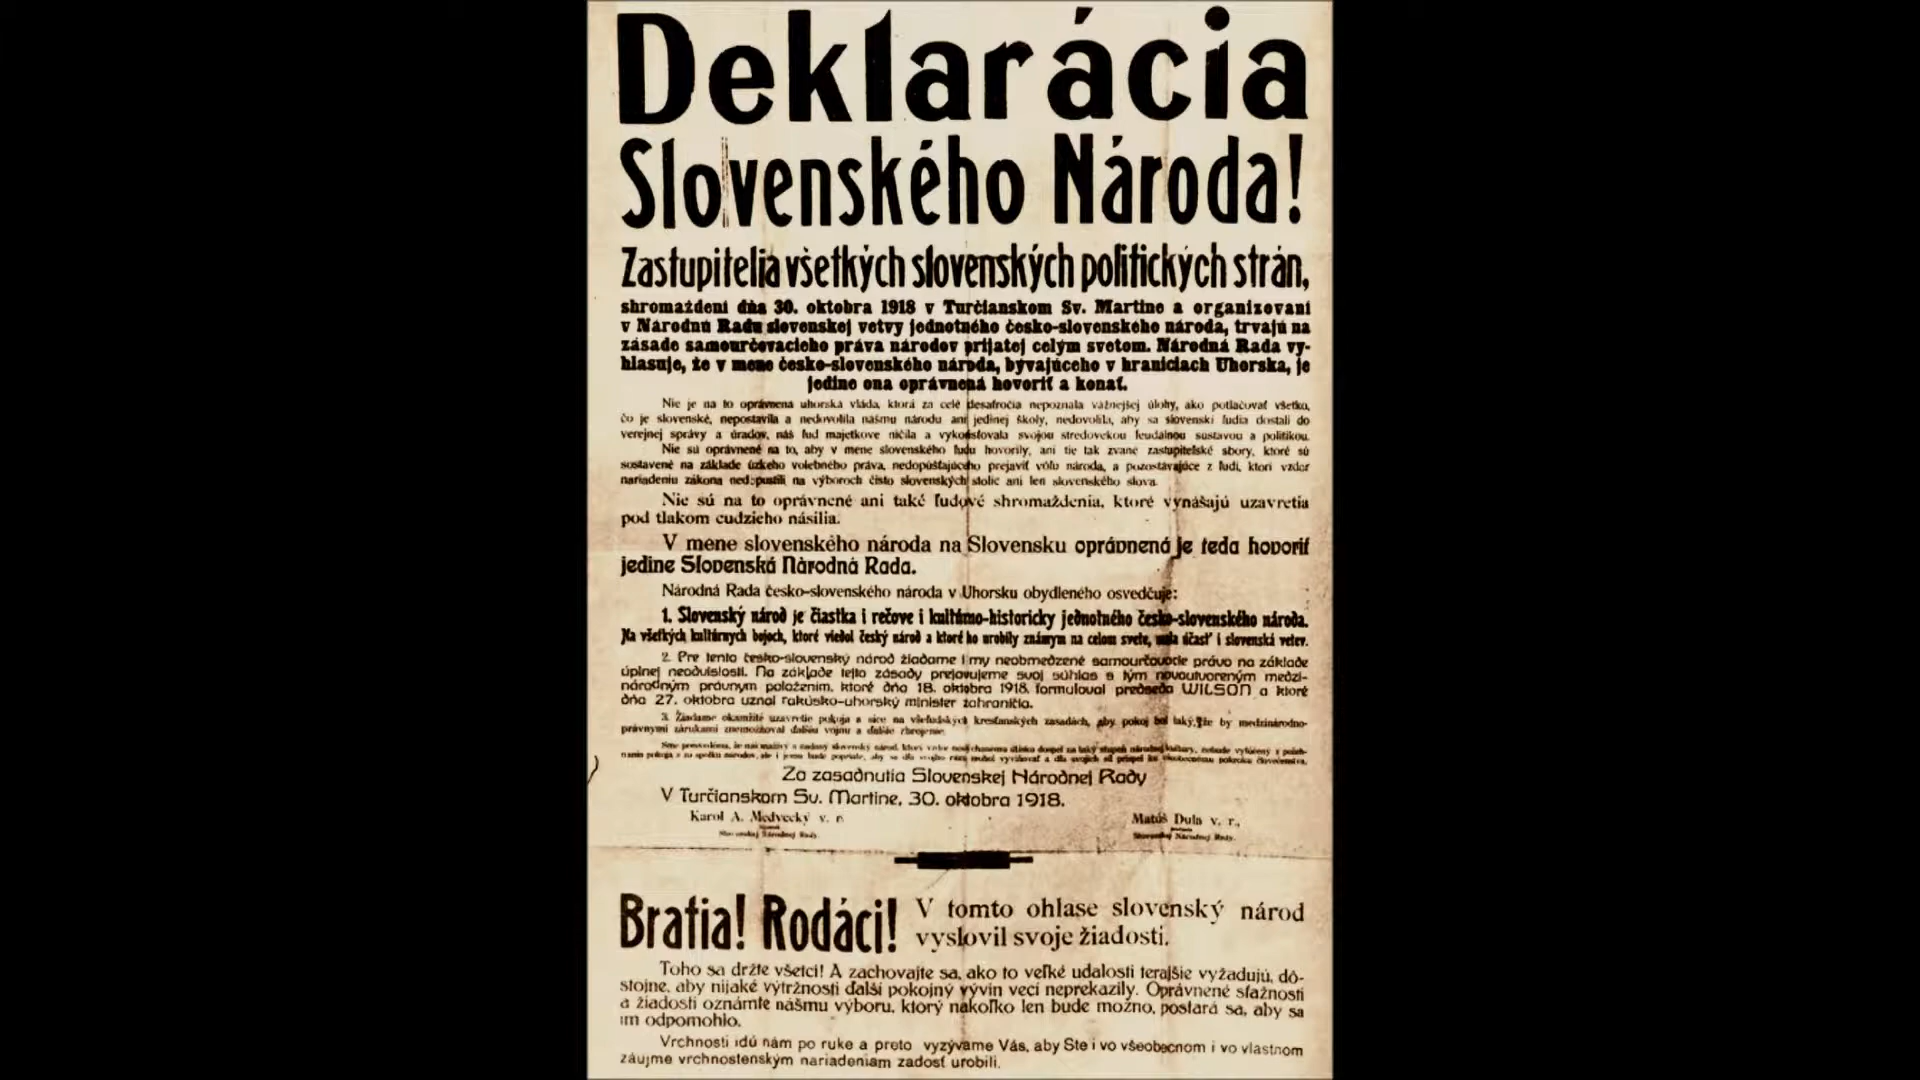 Deklarácia
Slovenského Národa!
Zastupitelia všetkých slovenských politických strán,
shromaždení dňa 30. oktobra 1918 v Turčianskom Sv. Martine a organizovaní
v Národnú Radu slovenskej vetvy jednotného česko-slovenského národa, trvajú na
zásade samourčovacieho práva národov prijatej celým svetom. Národná Rada vy-
hlasuje, že v mene česko-slovenského národa, bývajúceho v hraniciach Uhorska, je
jedine ona oprávnená hovoriť a konať.
Nie je na to oprávnená uhorská vláda, ktorá za celé desaťročia nepoznala vážnejšej úlohy, ako potlačovať všetko,
čo je slovenské, nepostavila a nedovolila nášmu národu ani jedinej školy, nedovolila, aby sa slovenskí ľudia dostali do
verejnej správy a úradov, náš ľud majetkove ničila a vykorisťovala svojou stredovekou feudálnou sústavou a politikou.
Nie sú oprávnené na to, aby v mene slovenského ľudu hovorily, ani tie tak zvané zastupiteľské sbory, ktoré sú
sostavené na základe úzkeho volebného práva, nedopúšťajúceho prejaviť vôľu národa, a pozostávajúce z ľudí, ktorí vzdor
nariadeniu zákona nedopustili na výboroch čisto slovenských stolíc ani len slovenského slova.
Nie sú na to oprávnené ani také ľudové shromaždenia, ktoré vynášajú uzavretia
pod tlakom cudzieho násilia.
V mene slovenského národa na Slovensku oprávnená je teda hovoriť
jedine Slovenská Národná Rada.
Národná Rada česko-slovenského národa v Uhorsku obydleného osvedčuje:
1. Slovenský národ je čiastka i rečove i kultúrno-historicky jednotného česko-slovenského národa.
Na všetkých kultúrnych bojoch, ktoré viedol český národ a ktoré ho urobily známym na celom svete, mala účasť i slovenská vetev.
2. Pre tento česko-slovenský národ žiadame i my neobmedzené samourčovacie právo na základe
úplnej neodvislosti. Na základe tejto zásady prejavujeme svoj súhlas s tým novoutvoreným medzi-
národným právnym položením, ktoré dňa 18. oktobra 1918 formuloval predseda WILSON a ktoré
dňa 27. oktobra uznal rakúsko-uhorský minister zahraničia.
3. Žiadame okamžité uzavretie pokoja a síce na všeľudských kresťanských zásadách, aby pokoj bol taký, že by medzinárodno-
právnymi zárukami znemožňoval ďalšiu vojnu a ďalšie zbrojenie.
Za zasadnutia Slovenskej Národnej Rady
V Turčianskom Sv. Martine, 30. oktobra 1918.
Karol A. Medvecký v. r. Matúš Dula v. r.,
Slovenskej Národnej Rady. Slovenskej Národnej Rady.
Bratia! Rodáci! V tomto ohlase slovenský národ
vyslovil svoje žiadosti.
Toho sa držte všetci! A zachovajte sa, ako to veľké udalosti terajšie vyžadujú, dô-
stojne, aby nijaké výtržnosti ďalší pokojný vývin vecí neprekazily. Oprávnené sťažnosti
a žiadosti oznámte nášmu výboru, ktorý nakoľko len bude možno, postará sa, aby sa
im odpomohlo.
Vrchnosti idú nám po ruke a preto vyzývame Vás, aby Ste i vo všeobecnom i vo vlastnom
záujme vrchnostenským nariadeniam zadosť urobili.